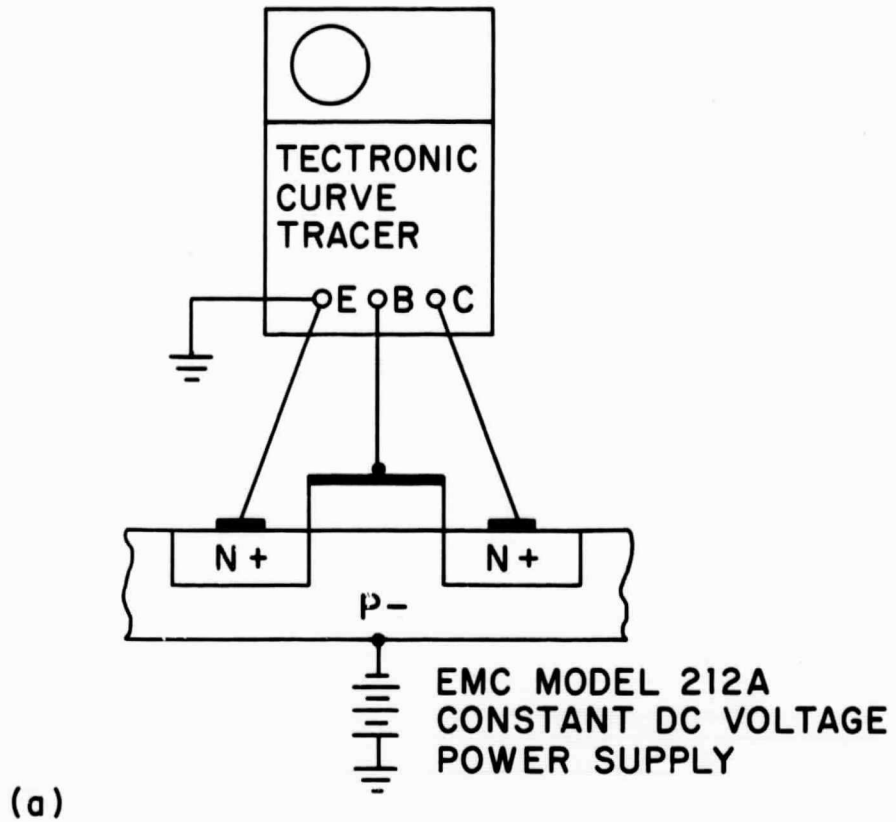 TECTRONIC
CURVE
TRACER
E B C
N+ N+
P-
EMC MODEL 212A
CONSTANT DC VOLTAGE
POWER SUPPLY
(a)